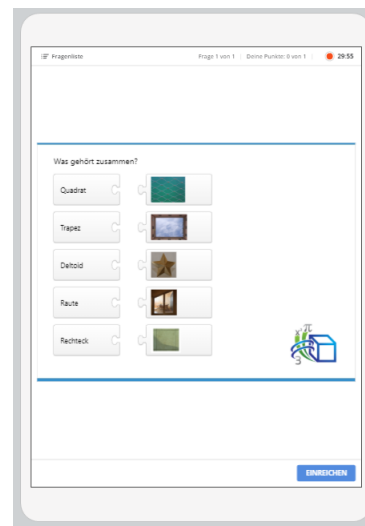 Fragenliste
Frage 1 von 1 | Deine Punkte: 0 von 1 | 29:55
Was gehört zusammen?
Quadrat
Trapez
Deltoid
Raute
Rechteck
π
3
EINREICHEN